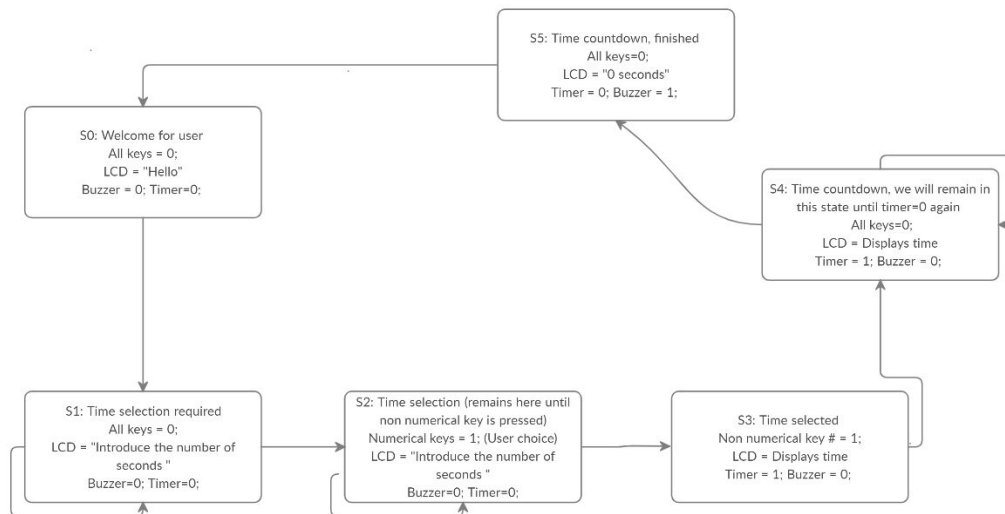 S5: Time countdown, finished
All keys=0;
LCD = "0 seconds"
Timer = 0; Buzzer = 1;
S0: Welcome for user
All keys = 0;
LCD = "Hello"
Buzzer = 0; Timer=0;
S4: Time countdown, we will remain in
this state until timer=0 again
All keys=0;
LCD = Displays time
Timer = 1; Buzzer = 0;
S1: Time selection required
All keys = 0;
LCD = "Introduce the number of
seconds "
Buzzer=0; Timer=0;
S2: Time selection (remains here until
non numerical key is pressed)
Numerical keys = 1; (User choice)
LCD = "Introduce the number of
seconds "
Buzzer=0; Timer=0;
S3: Time selected
Non numerical key # = 1;
LCD = Displays time
Timer = 1; Buzzer = 0;